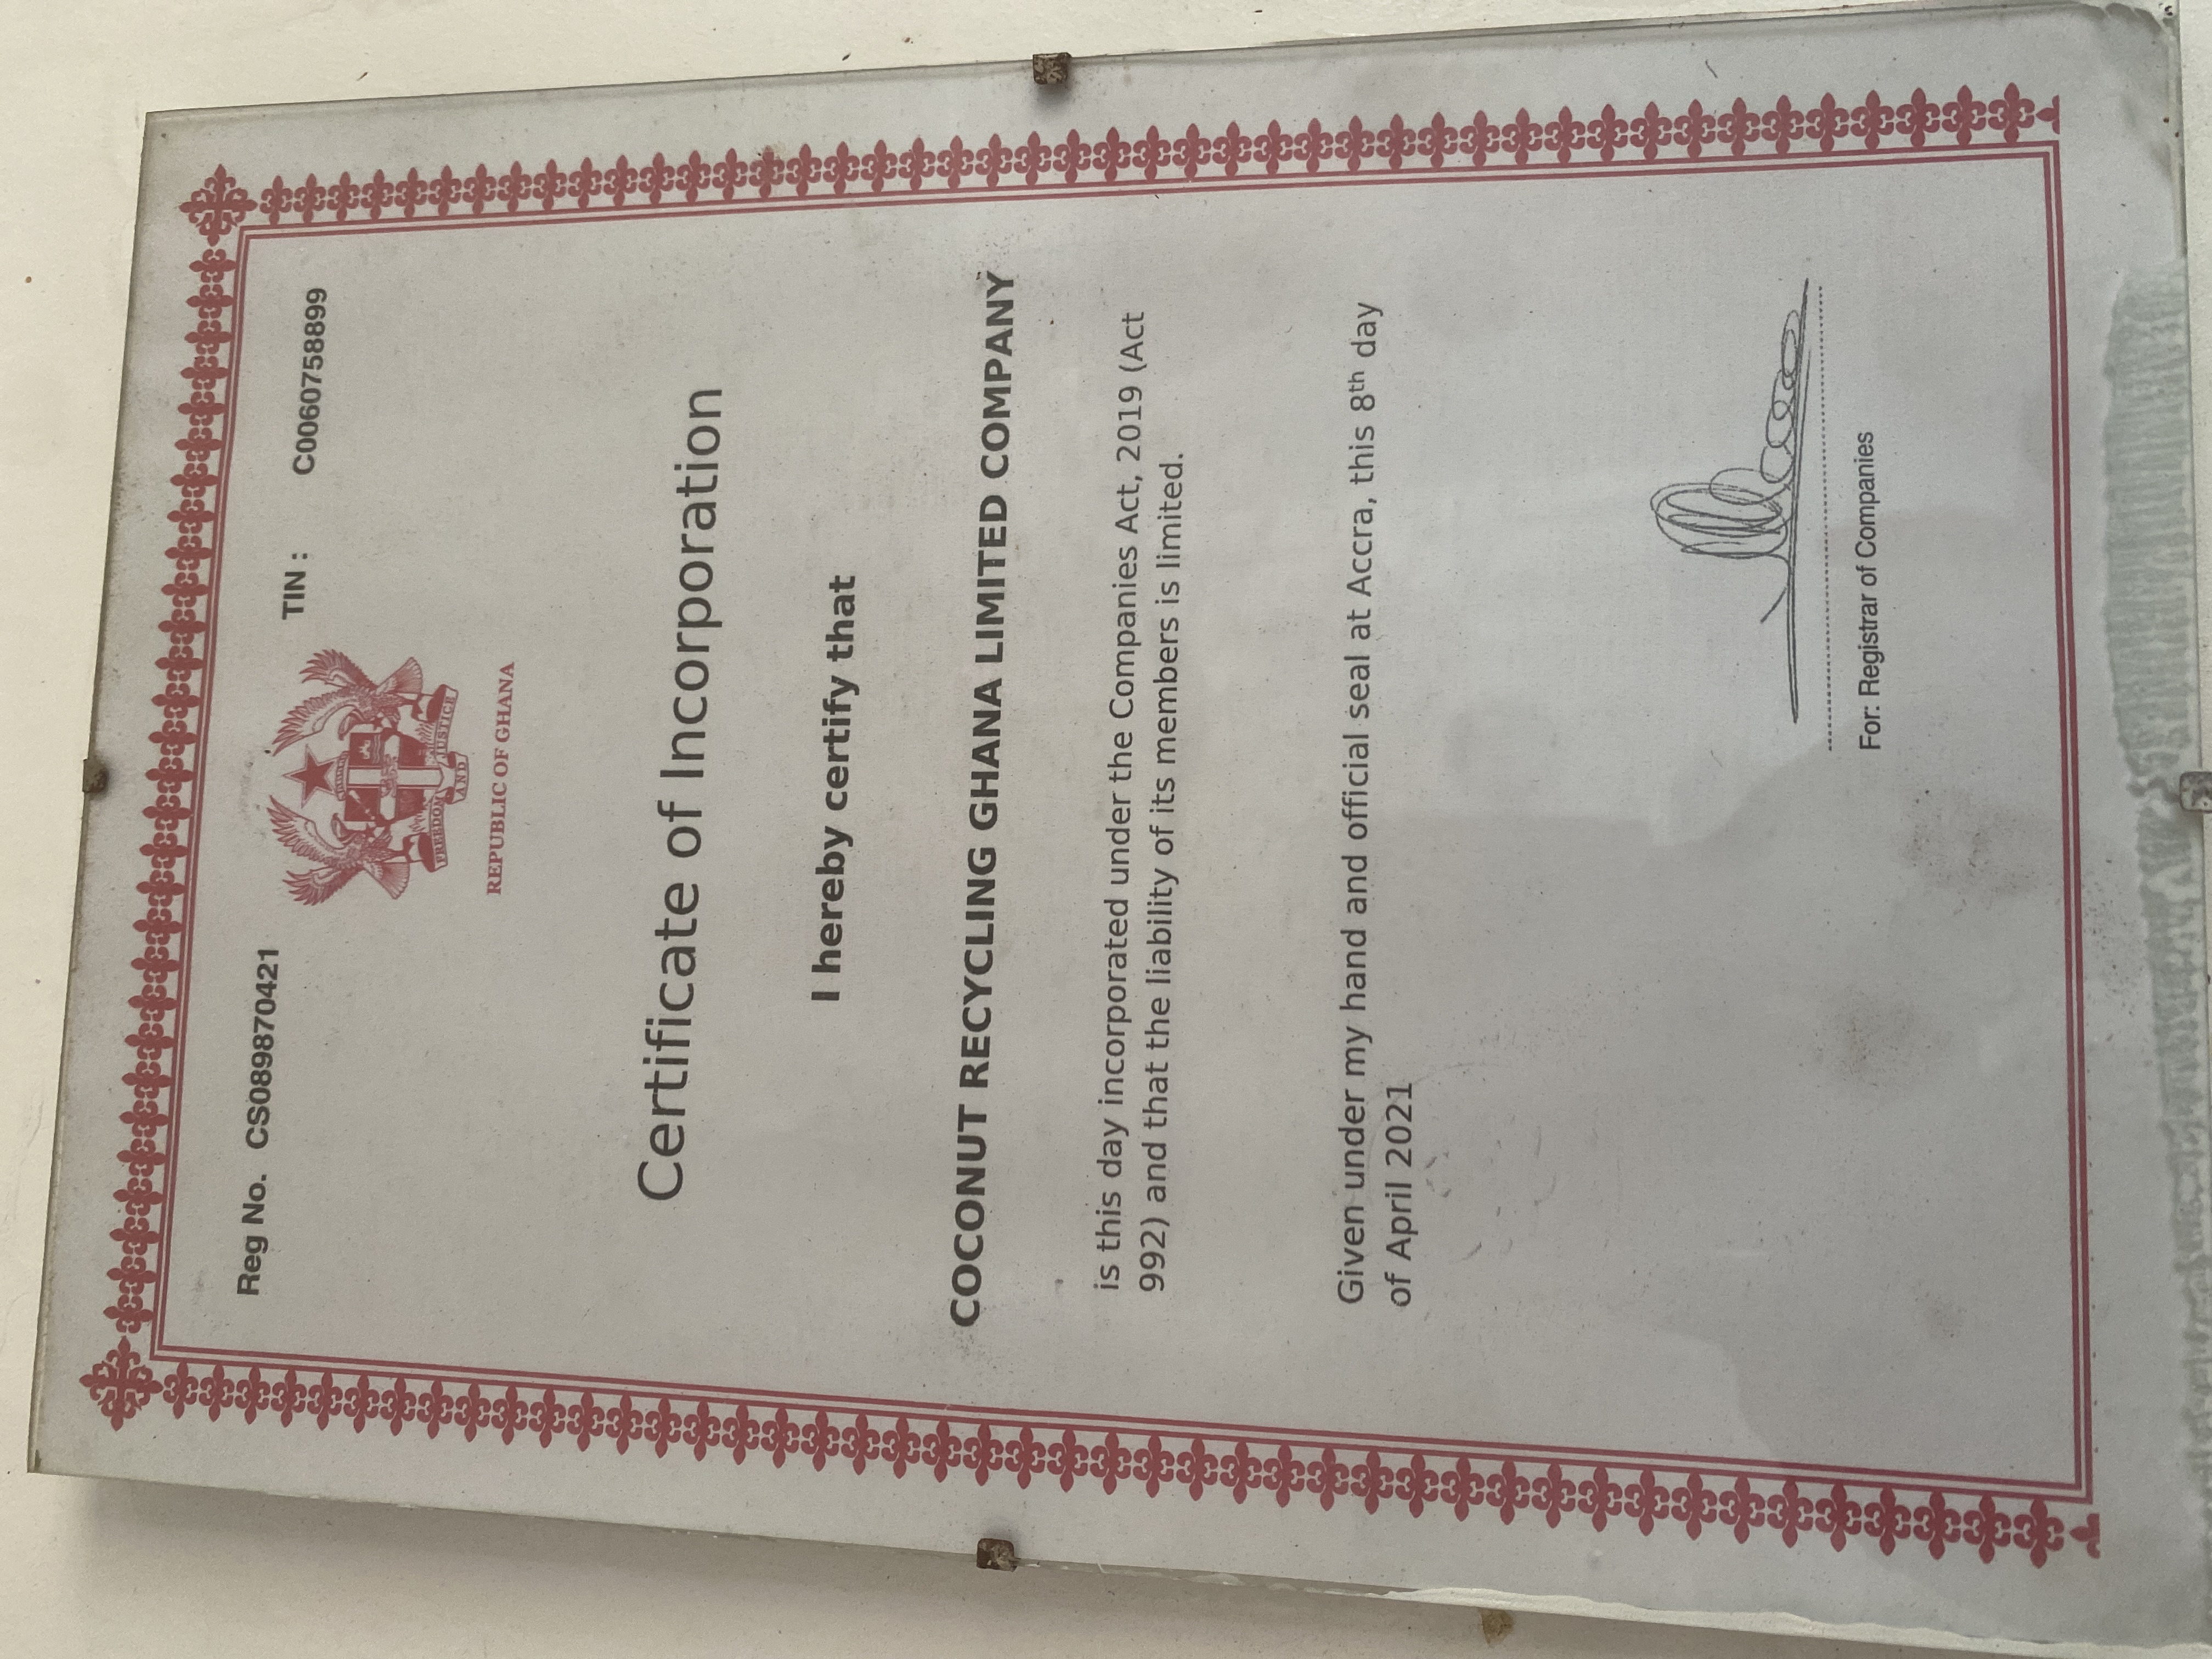 Reg No. CS089870421
TIN : C0060758899
FREEDOM AND JUSTICE
REPUBLIC OF GHANA
Certificate of Incorporation
I hereby certify that
COCONUT RECYCLING GHANA LIMITED COMPANY
is this day incorporated under the Companies Act, 2019 (Act
992) and that the liability of its members is limited.
Given under my hand and official seal at Accra, this 8th day
of April 2021
For: Registrar of Companies